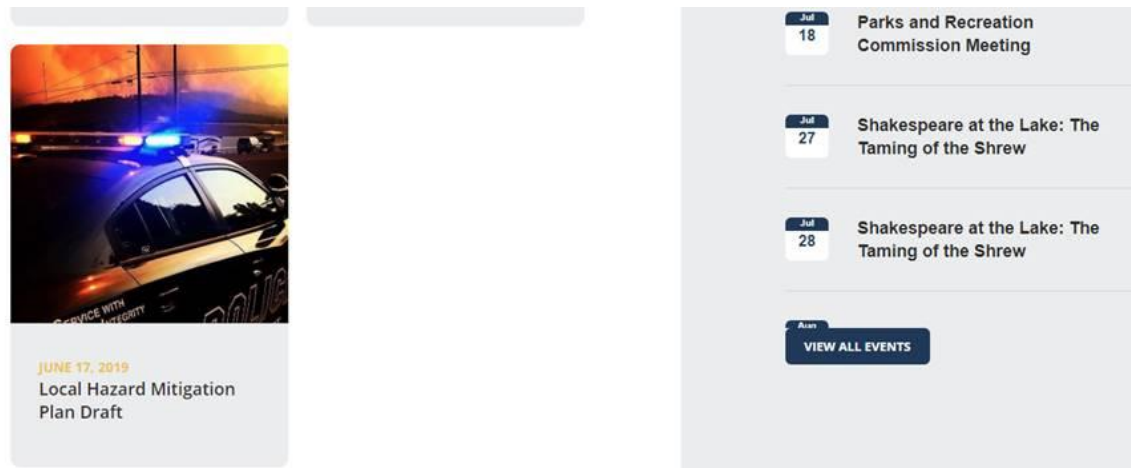 SERVICE WITH
INTEGRITY
POLIC
JUNE 17, 2019
Local Hazard Mitigation
Plan Draft
Jul
18
Parks and Recreation
Commission Meeting
Jul
27
Shakespeare at the Lake: The
Taming of the Shrew
Jul
28
Shakespeare at the Lake: The
Taming of the Shrew
Aug
VIEW ALL EVENTS